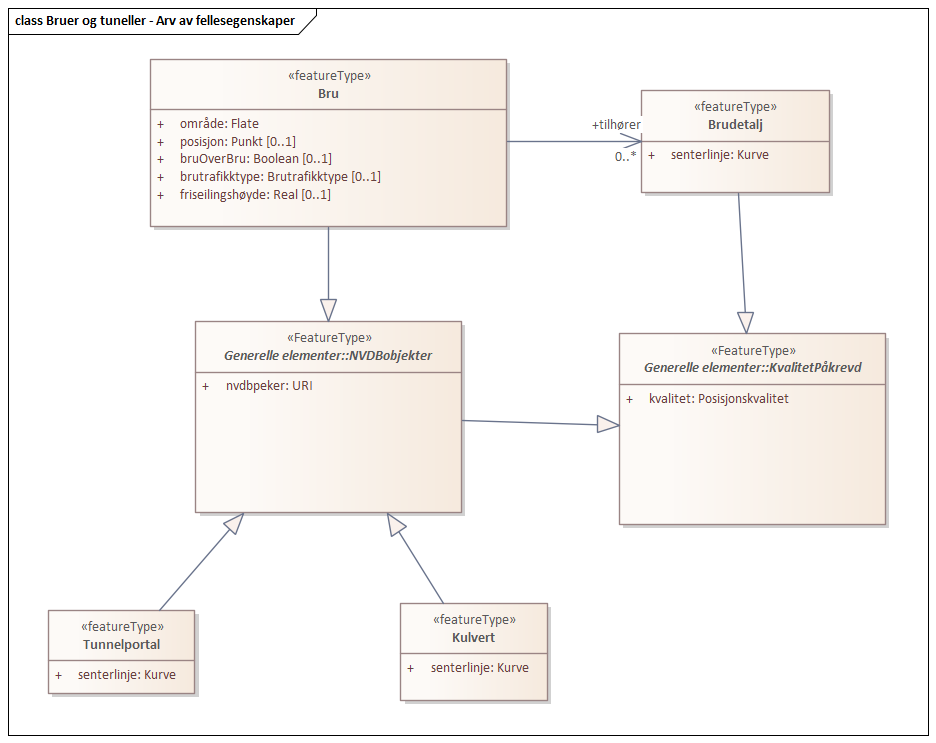 class Bruer og tuneller - Arv av fellesegenskaper
«featureType»
Bru
+ område: Flate
+ posisjon: Punkt [0..1]
+ bruOverBru: Boolean [0..1]
+ brutrafikktype: Brutrafikktype [0..1]
+ friseilingshøyde: Real [0..1]
+tilhører
0..*
«featureType»
Brudetalj
+ senterlinje: Kurve
«FeatureType»
Generelle elementer::NVDBobjekter
+ nvdbpeker: URI
«FeatureType»
Generelle elementer::KvalitetPåkrevd
+ kvalitet: Posisjonskvalitet
«featureType»
Tunnelportal
+ senterlinje: Kurve
«featureType»
Kulvert
+ senterlinje: Kurve